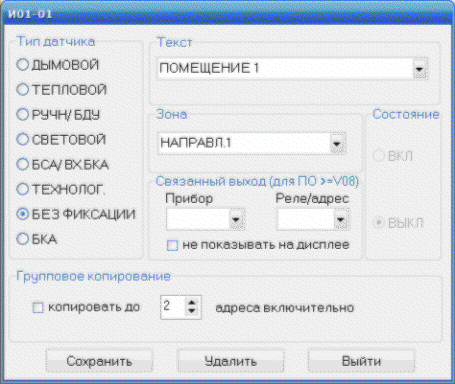 И01-01
Тип датчика
ДЫМОВОЙ
ТЕПЛОВОЙ
РУЧН/ БДУ
СВЕТОВОЙ
БСА/ ВХ.БКА
ТЕХНОЛОГ.
БЕЗ ФИКСАЦИИ
БКА
Текст
ПОМЕЩЕНИЕ 1
Зона
НАПРАВЛ.1
Состояние
ВКЛ
ВЫКЛ
Связанный выход (для ПО >=V08)
Прибор Реле/адрес
не показывать на дисплее
Групповое копирование
копировать до 2 адреса включительно
Сохранить Удалить Выйти